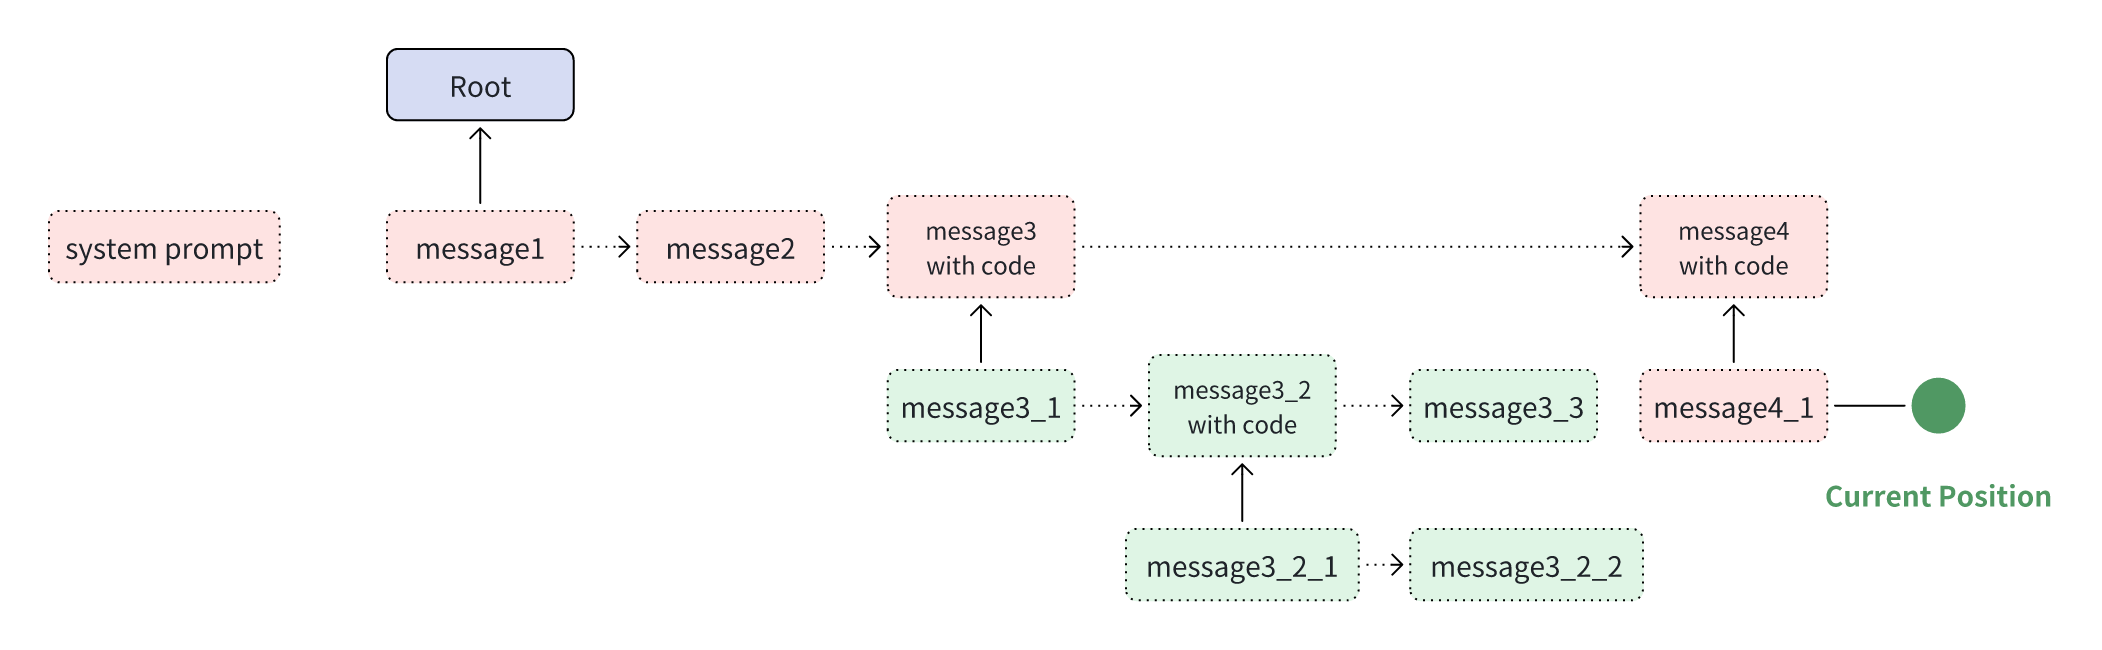 Root
system prompt
message1
message2
message3
with code
message4
with code
message3_1
message3_2
with code
message3_3
message4_1
Current Position
message3_2_1
message3_2_2